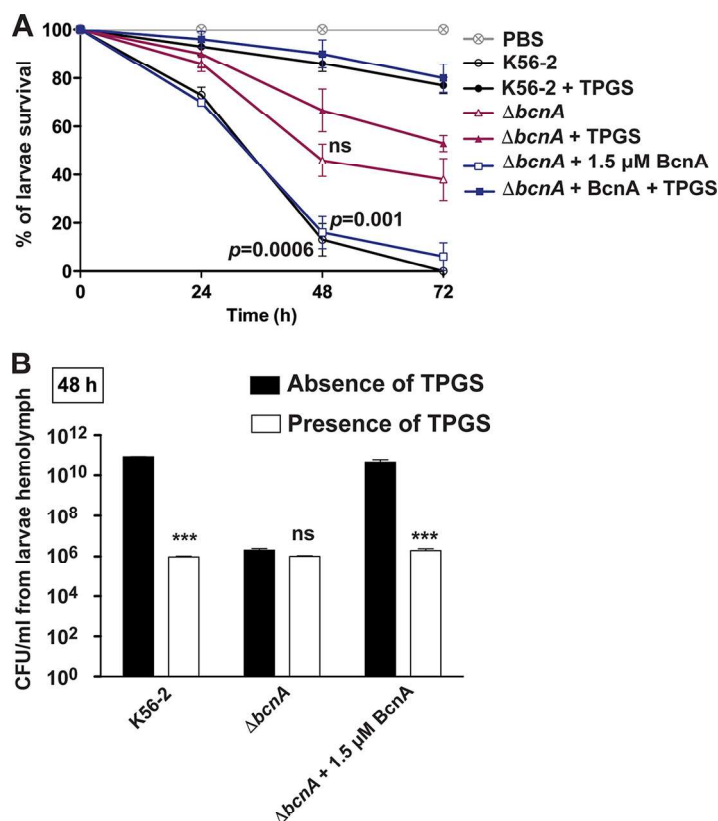 A
% of larvae survival
100
80
60
40
20
0
0
24
48
72
Time (h)
ns
p=0.001
p=0.0006
PBS
K56-2
K56-2 + TPGS
ΔbcnA
ΔbcnA + TPGS
ΔbcnA + 1.5 µM BcnA
ΔbcnA + BcnA + TPGS
B
48 h
Absence of TPGS
Presence of TPGS
CFU/ml from larvae hemolymph
10¹²
10¹⁰
10⁸
10⁶
10⁴
10²
10⁰
***
ns
***
K56-2
ΔbcnA
ΔbcnA + 1.5 µM BcnA